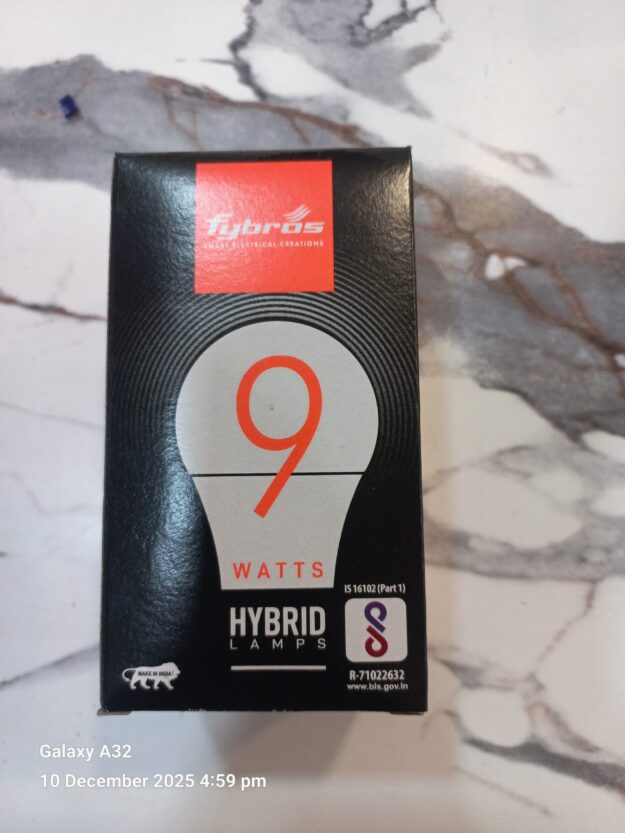 fybros
SMART ELECTRICAL CREATIONS
9
WATTS
HYBRID
LAMPS
IS 16102 (Part 1)
R-71022632
www.bis.gov.in
MAKE IN INDIA
Galaxy A32
10 December 2025 4:59 pm